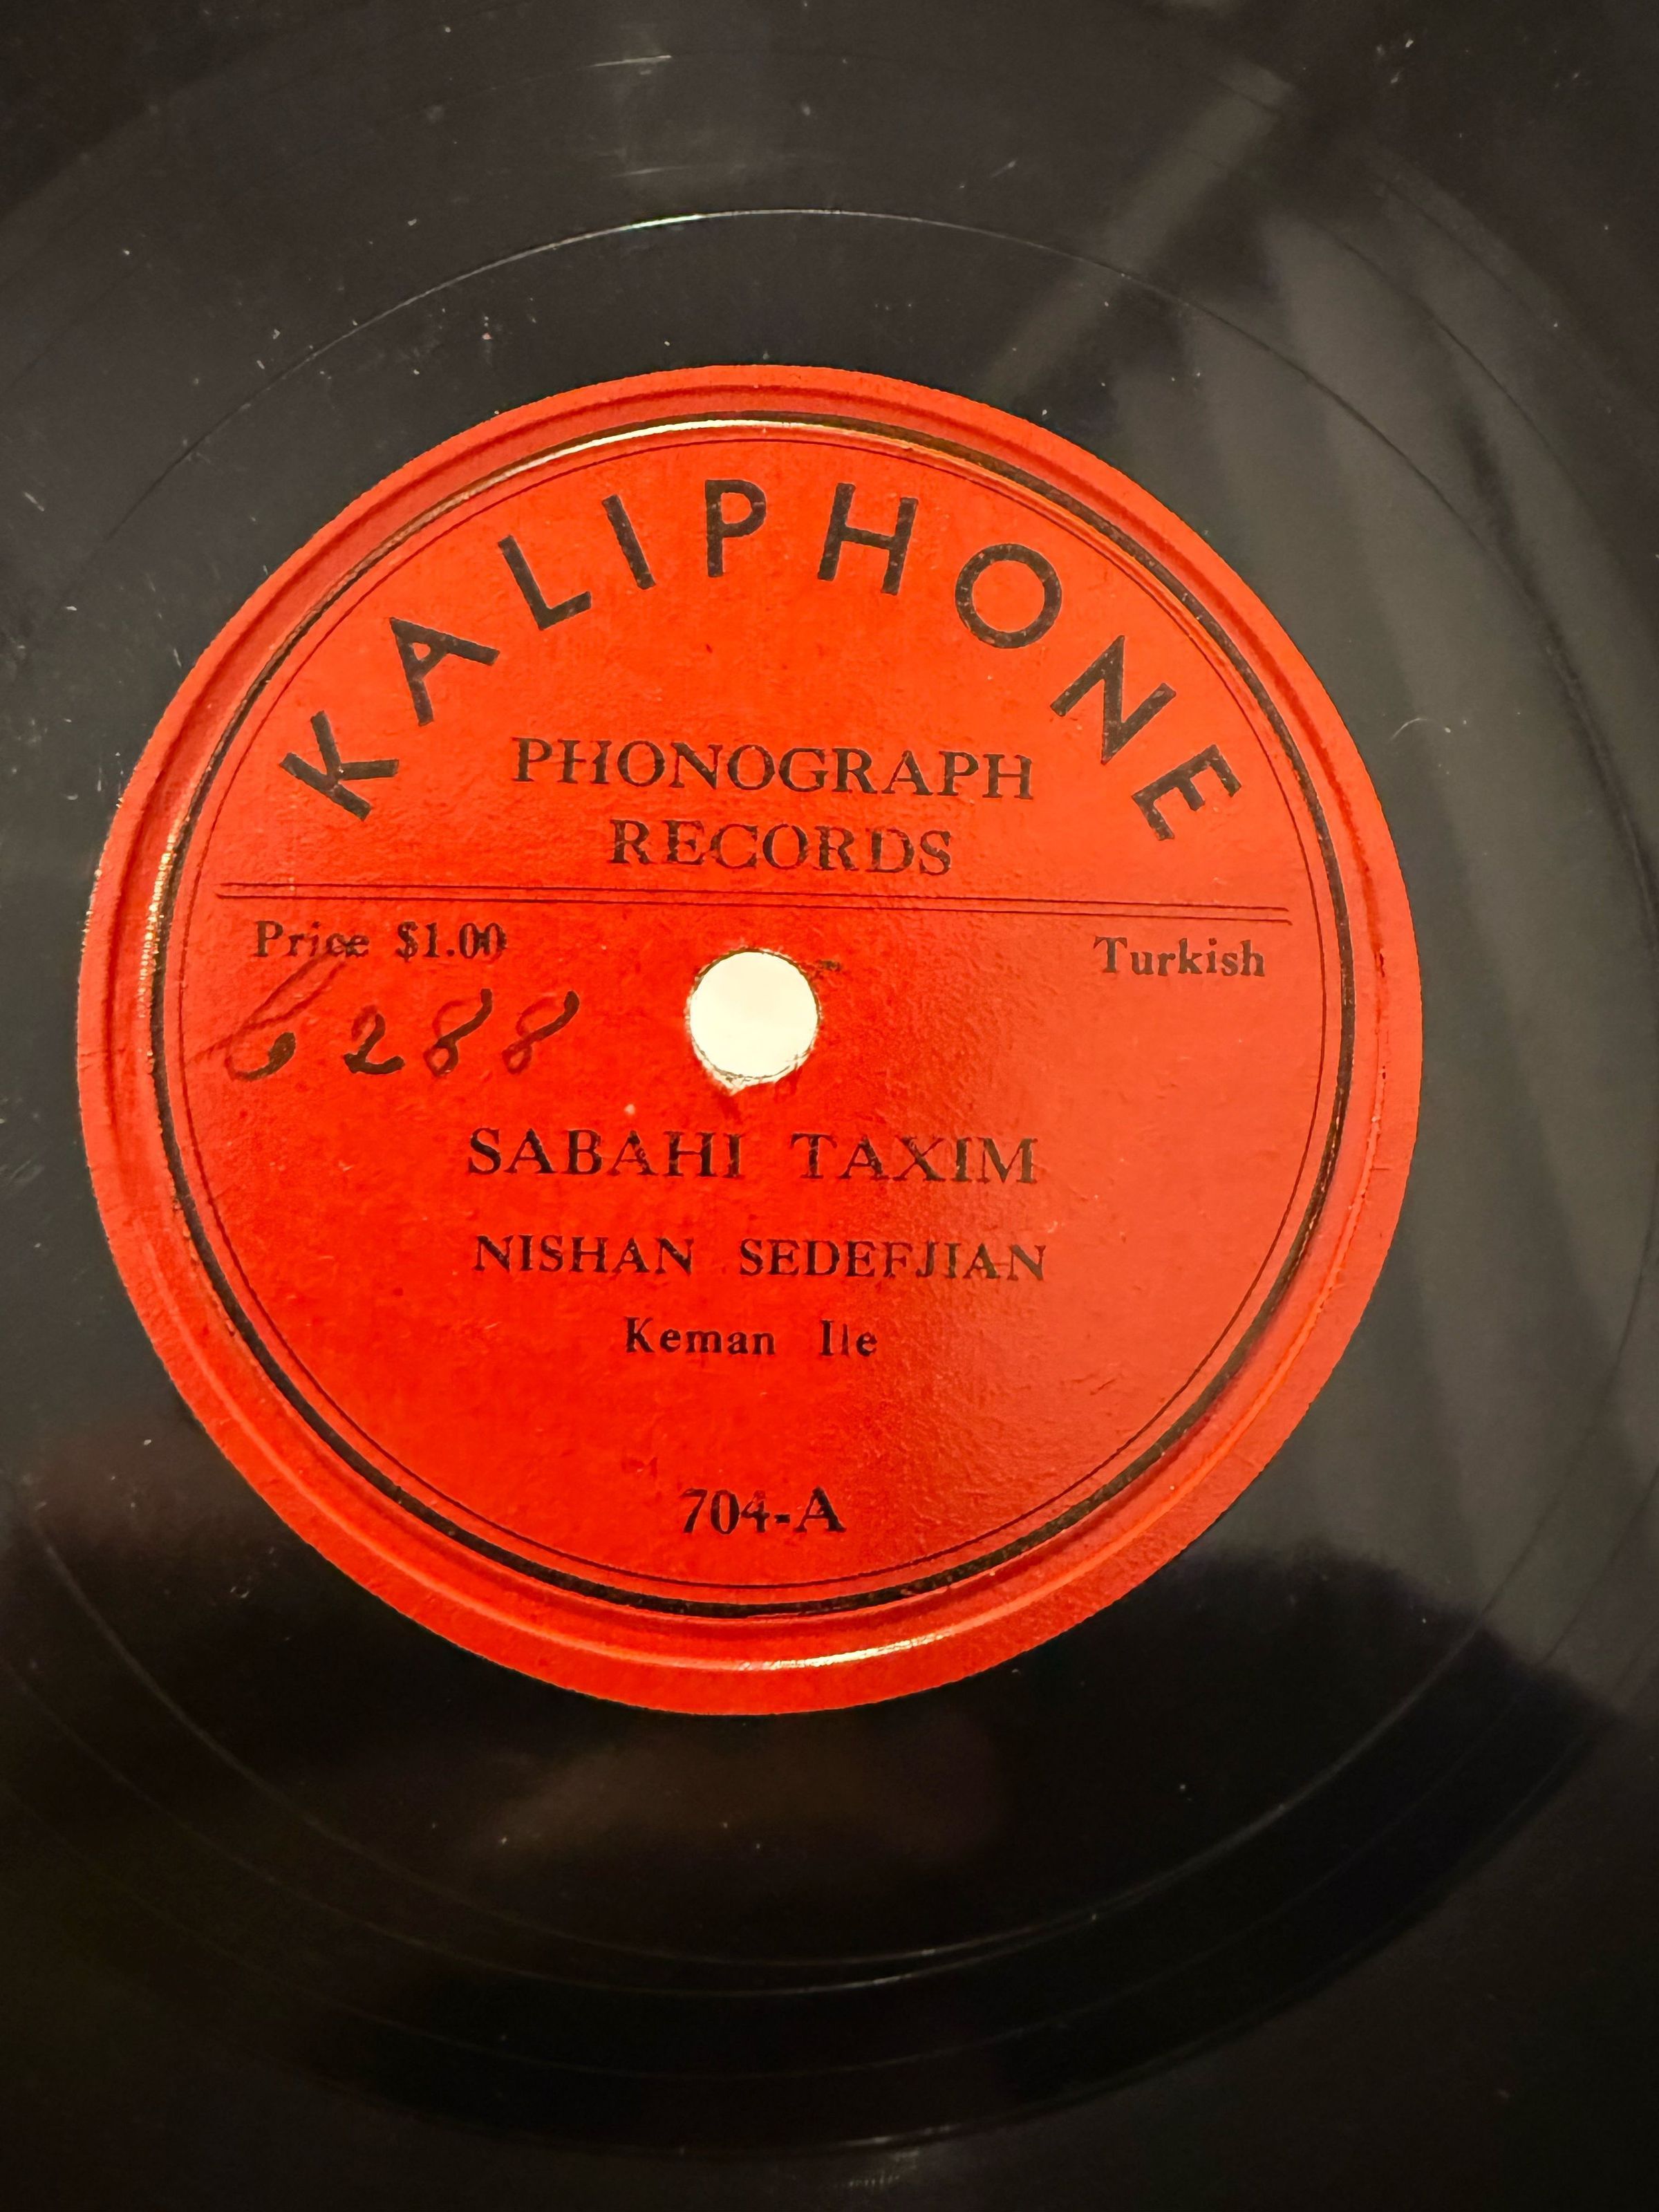 KALIPHONE
PHONOGRAPH
RECORDS
Price $1.00 Turkish
6288
SABAHI TAXIM
NISHAN SEDEFJIAN
Keman Ile
704-A